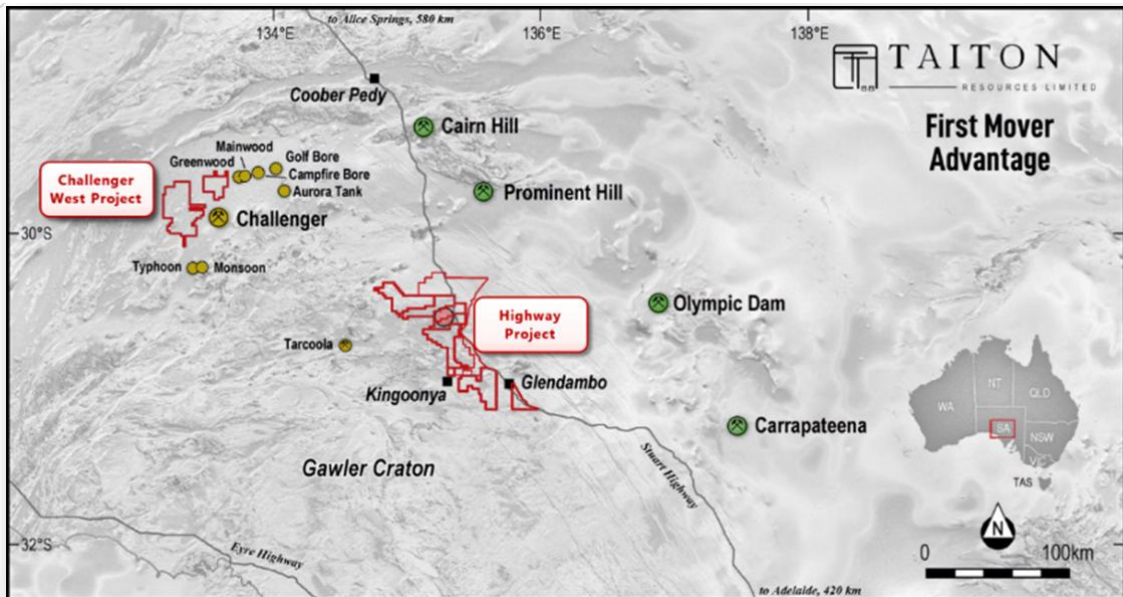 to Alice Springs, 580 km
134°E
136°E
138°E
TAITON
RESOURCES LIMITED
First Mover
Advantage
Coober Pedy
Cairn Hill
Mainwood
Greenwood
Golf Bore
Campfire Bore
Aurora Tank
Prominent Hill
Challenger
West Project
Challenger
30°S
Typhoon
Monsoon
Olympic Dam
Highway
Project
Tarcoola
Kingoonya
Glendambo
Carrapateena
Gawler Craton
Stuart Highway
WA
NT
QLD
SA
NSW
VIC
TAS
N
0
100km
32°S
Eyre Highway
to Adelaide, 420 km